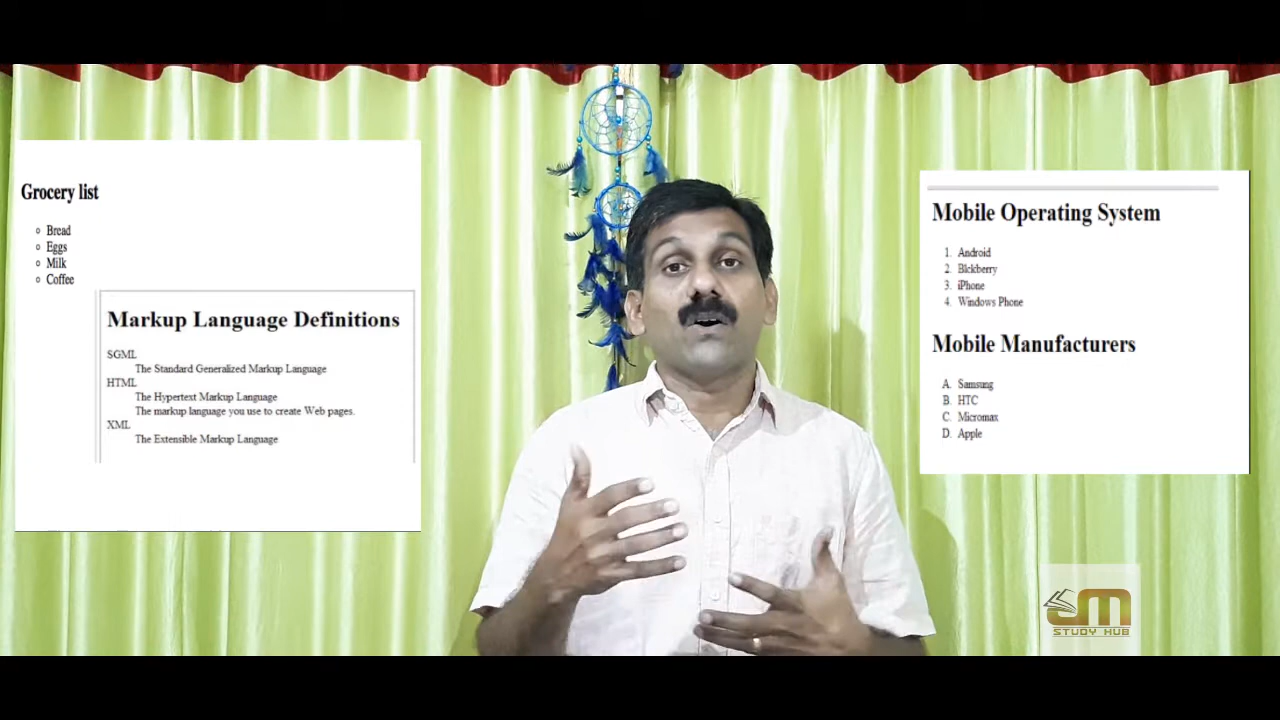 Grocery list
Bread
Eggs
Milk
Coffee
Markup Language Definitions
SGML
The Standard Generalized Markup Language
HTML
The Hypertext Markup Language
The markup language you use to create Web pages.
XML
The Extensible Markup Language
Mobile Operating System
1. Android
2. Blckberry
3. iPhone
4. Windows Phone
Mobile Manufacturers
A. Samsung
B. HTC
C. Micromax
D. Apple
STUDY HUB